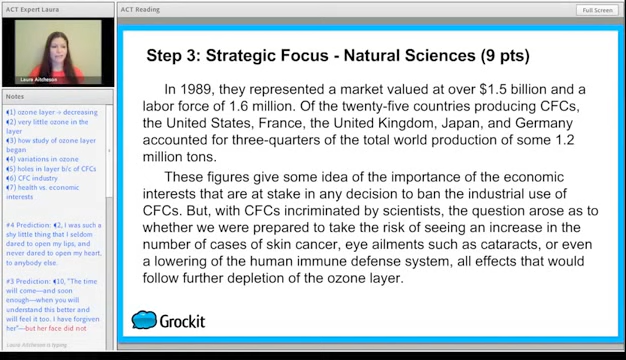 ACT Expert Laura
ACT Reading
Full Screen
Laura Aitcheson
Notes
¶1) ozone layer → decreasing
¶2) very little ozone in the
layer
¶3) how study of ozone layer
began
¶4) variations in ozone
¶5) holes in layer b/c of CFCs
¶6) CFC industry
¶7) health vs. economic
interests
#4 Prediction: ¶2, I was such a
shy little thing that I seldom
dared to open my lips, and
never dared to open my heart,
to anybody else.
#3 Prediction: ¶10, "The time
will come—and soon
enough—when you will
understand this better and
will feel it too. I have forgiven
her"—but her face did not
Laura Aitcheson is typing
Step 3: Strategic Focus - Natural Sciences (9 pts)
In 1989, they represented a market valued at over $1.5 billion and a
labor force of 1.6 million. Of the twenty-five countries producing CFCs,
the United States, France, the United Kingdom, Japan, and Germany
accounted for three-quarters of the total world production of some 1.2
million tons.
These figures give some idea of the importance of the economic
interests that are at stake in any decision to ban the industrial use of
CFCs. But, with CFCs incriminated by scientists, the question arose as to
whether we were prepared to take the risk of seeing an increase in the
number of cases of skin cancer, eye ailments such as cataracts, or even
a lowering of the human immune defense system, all effects that would
follow further depletion of the ozone layer.
Grockit